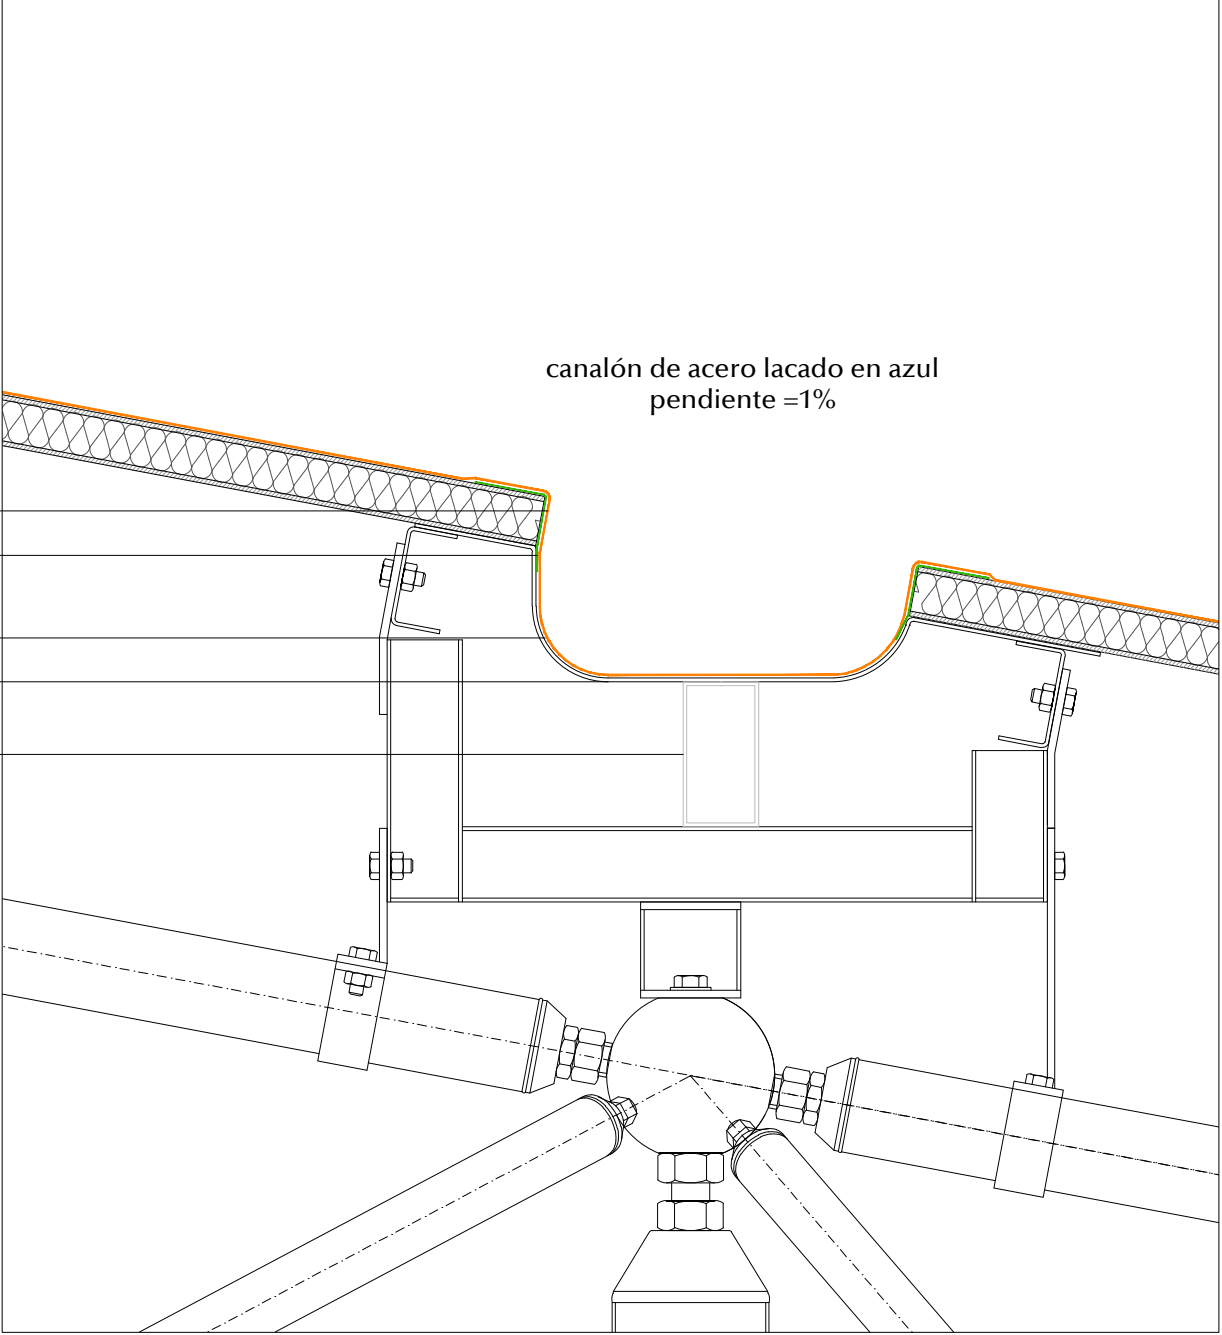 canalón de acero lacado en azul
pendiente =1%